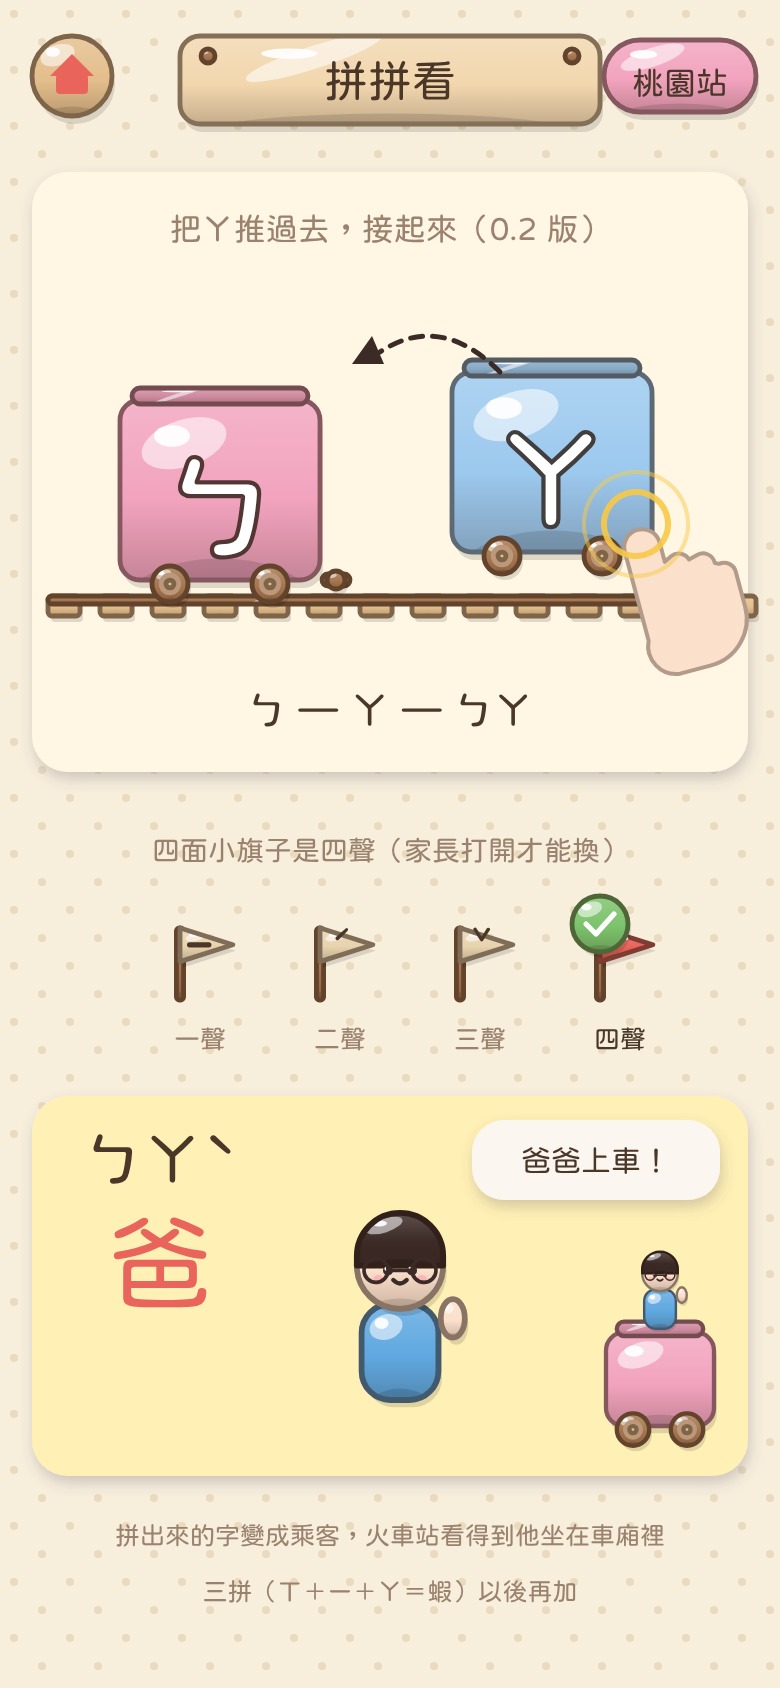 拼拼看
桃園站
把ㄚ推過去，接起來（0.2 版）
ㄅ
ㄚ
ㄅ — ㄚ — ㄅㄚ
四面小旗子是四聲（家長打開才能換）
一聲
二聲
三聲
四聲
ㄅㄚˋ
爸爸上車！
爸
拼出來的字變成乘客，火車站看得到他坐在車廂裡
三拼（ㄒ＋ㄧ＋ㄚ＝蝦）以後再加